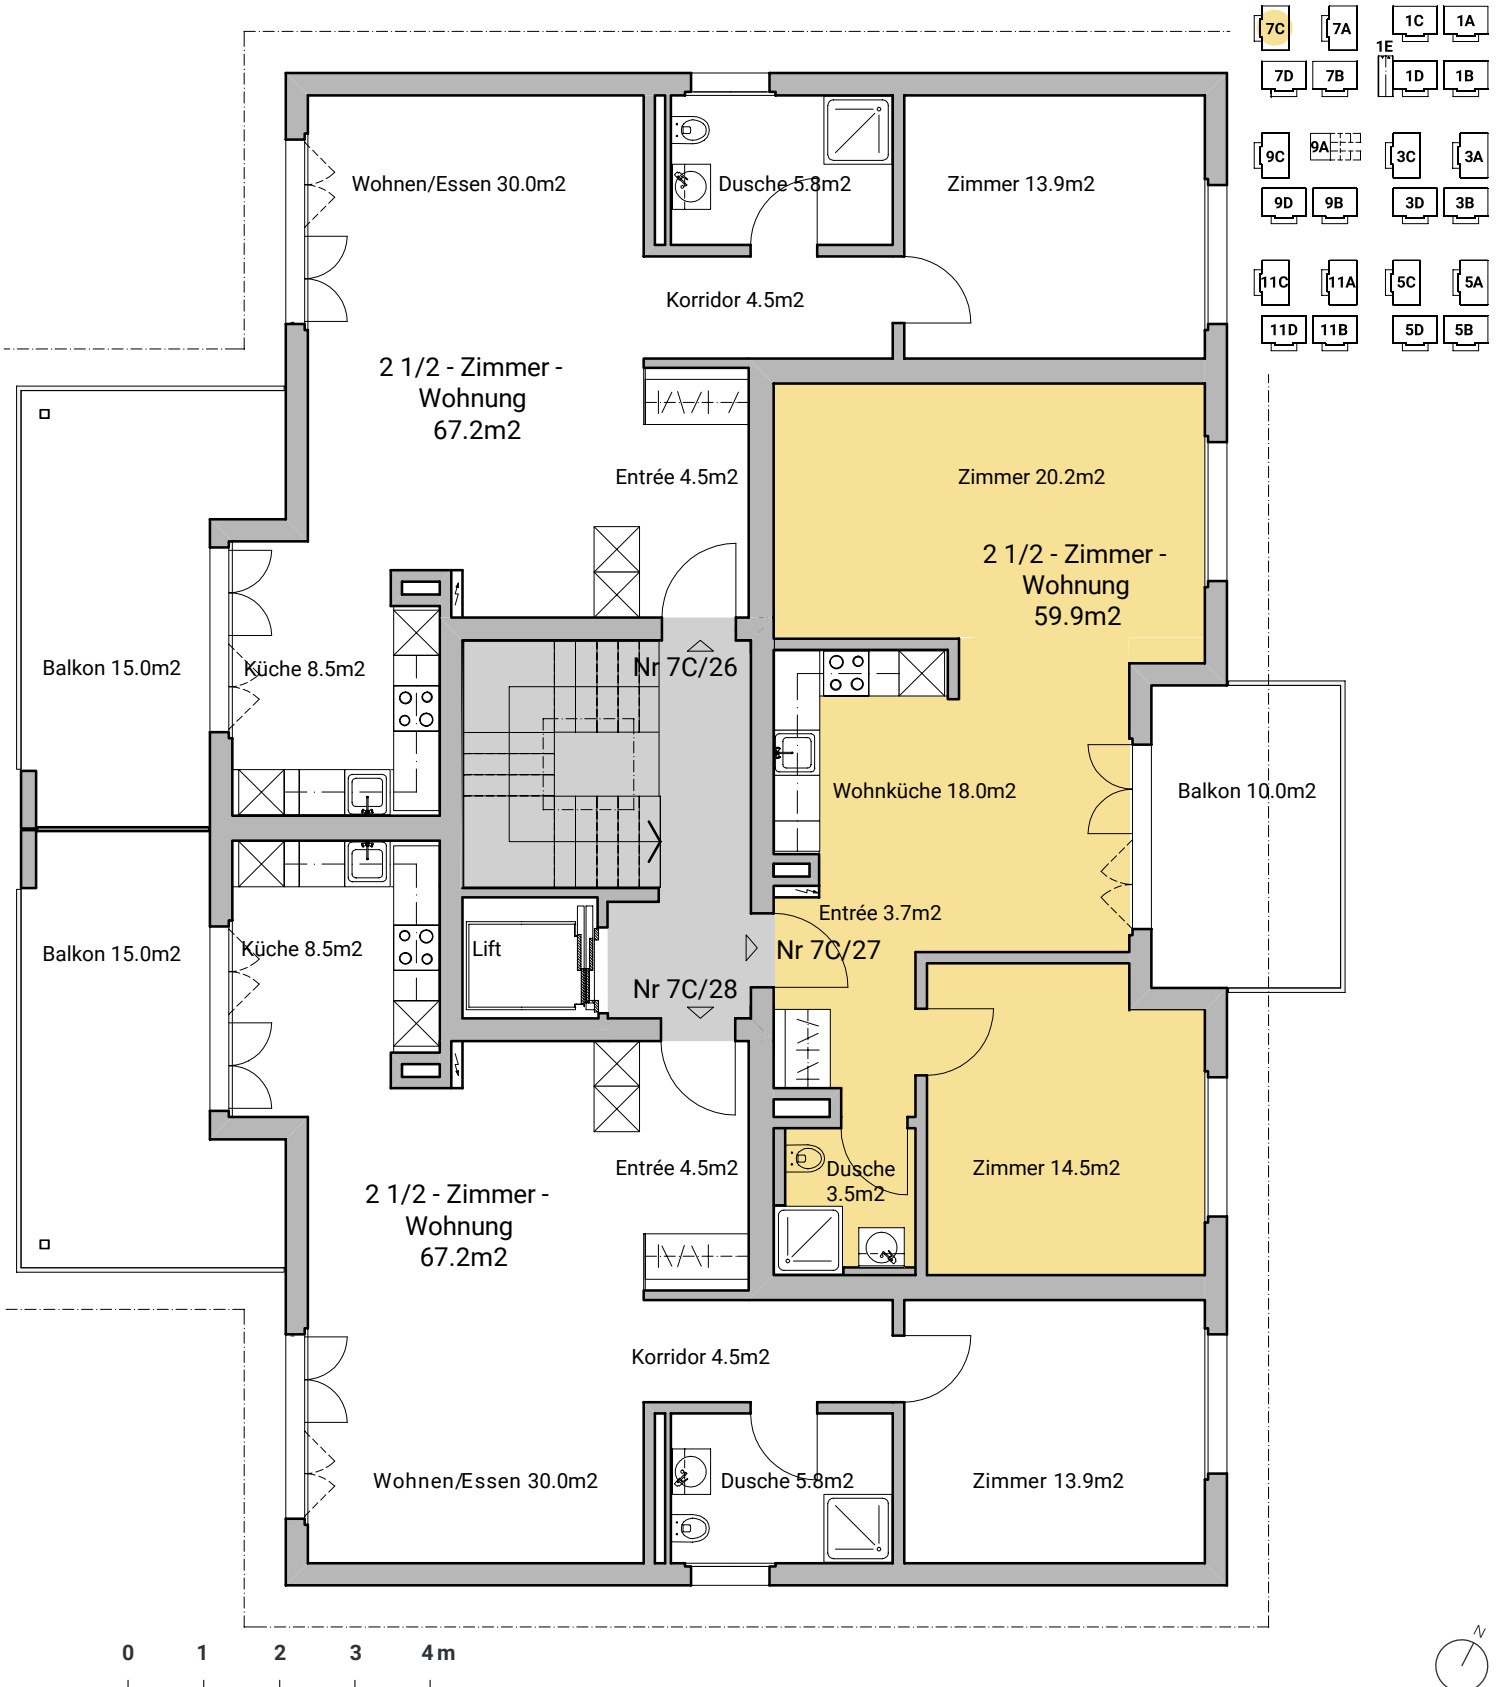 7C
7A
1C
1A
1E
7D
7B
1D
1B
9C
9A
3C
3A
9D
9B
3D
3B
11C
11A
5C
5A
11D
11B
5D
5B
Wohnen/Essen 30.0m2
Dusche 5.8m2
Zimmer 13.9m2
Korridor 4.5m2
2 1/2 - Zimmer -
Wohnung
67.2m2
Entrée 4.5m2
Zimmer 20.2m2
2 1/2 - Zimmer -
Wohnung
59.9m2
Balkon 15.0m2
Küche 8.5m2
Nr 7C/26
Wohnküche 18.0m2
Balkon 10.0m2
Entrée 3.7m2
Balkon 15.0m2
Küche 8.5m2
Lift
Nr 7C/27
Nr 7C/28
Entrée 4.5m2
Dusche
3.5m2
Zimmer 14.5m2
2 1/2 - Zimmer -
Wohnung
67.2m2
Korridor 4.5m2
Wohnen/Essen 30.0m2
Dusche 5.8m2
Zimmer 13.9m2
0 1 2 3 4m
N